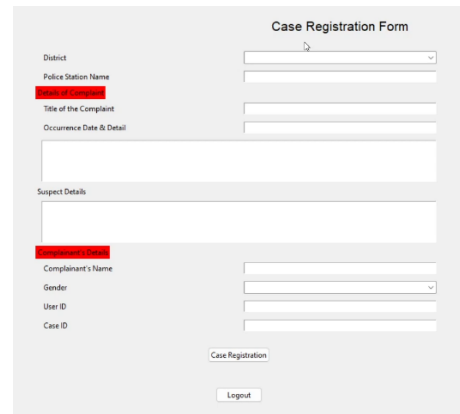 Case Registration Form
District
Police Station Name
Details of Complaint
Title of the Complaint
Occurrence Date & Detail
Suspect Details
Complainant's Details
Complainant's Name
Gender
User ID
Case ID
Case Registration
Logout